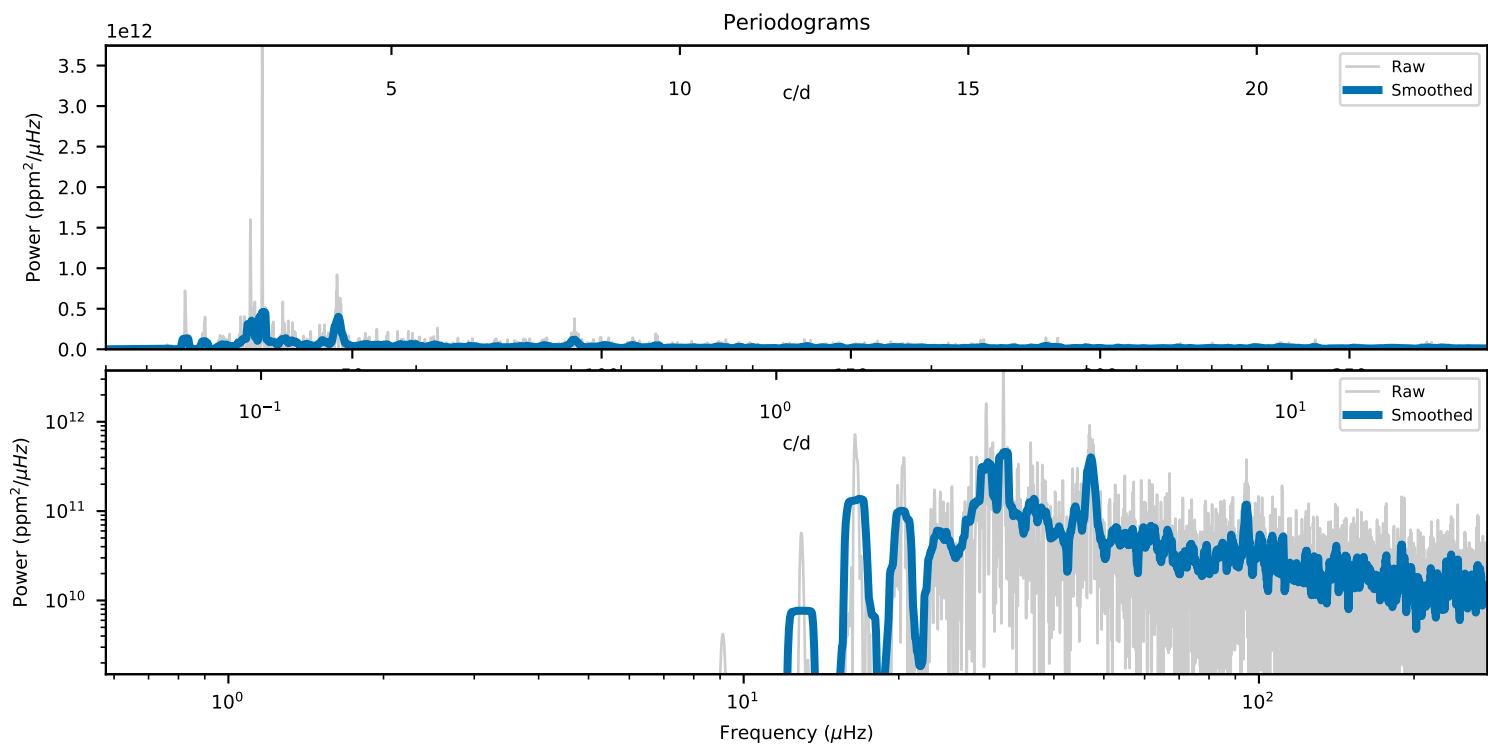 Periodograms
1e12
3.5
3.0
2.5
2.0
1.5
1.0
0.5
0.0
Power (ppm²/μHz)
5 10 15 20
c/d
Raw
Smoothed
10⁻¹ 10⁰ 10¹
c/d
Raw
Smoothed
10¹²
10¹¹
10¹⁰
Power (ppm²/μHz)
10⁰ 10¹ 10²
Frequency (μHz)